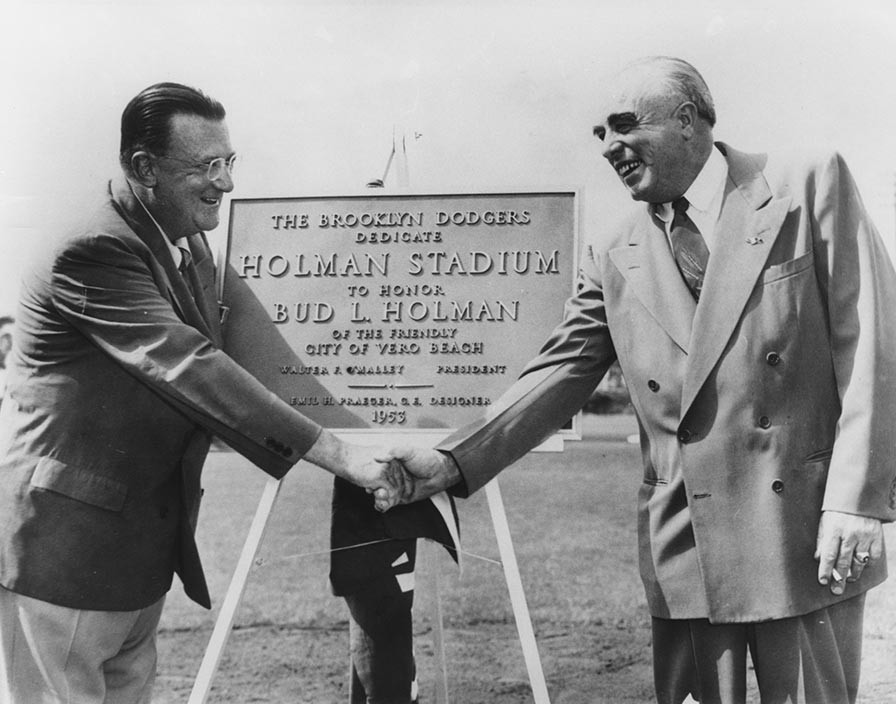 THE BROOKLYN DODGERS
DEDICATE
HOLMAN STADIUM
TO HONOR
BUD L. HOLMAN
OF THE FRIENDLY
CITY OF VERO BEACH
WALTER F. O'MALLEY PRESIDENT
EMIL H. PRAEGER, C.E. DESIGNER
1953